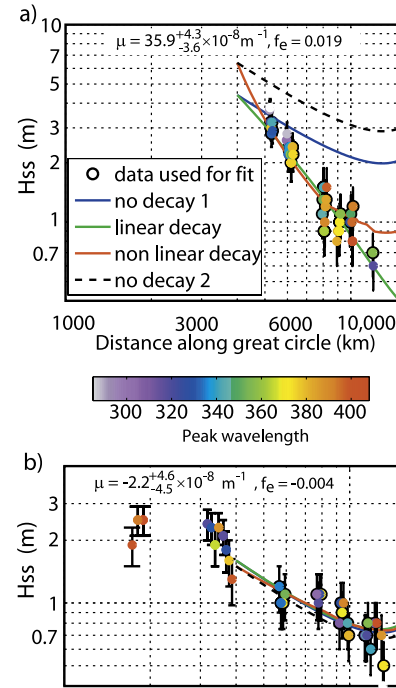 a)
μ = 35.9+4.3-3.6×10-8m-1, fe = 0.019
10
7
5
3
2
1
0.7
Hss (m)
data used for fit
no decay 1
linear decay
non linear decay
no decay 2
1000 3000 6000 10,000
Distance along great circle (km)
300 320 340 360 380 400
Peak wavelength
b)
μ = -2.2+4.6-4.5×10-8 m-1 , fe = -0.004
3
2
1
0.7
Hss (m)